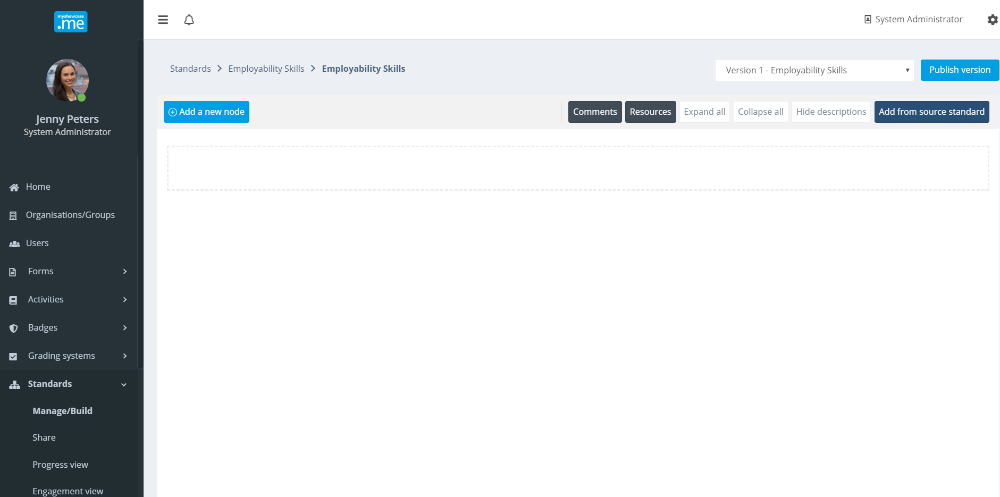 myshowcase
.me
System Administrator
Jenny Peters
System Administrator
Home
Organisations/Groups
Users
Forms
Activities
Badges
Grading systems
Standards
Manage/Build
Share
Progress view
Engagement view
Standards Employability Skills Employability Skills
Version 1 - Employability Skills
Publish version
Add a new node
Comments Resources Expand all Collapse all Hide descriptions Add from source standard